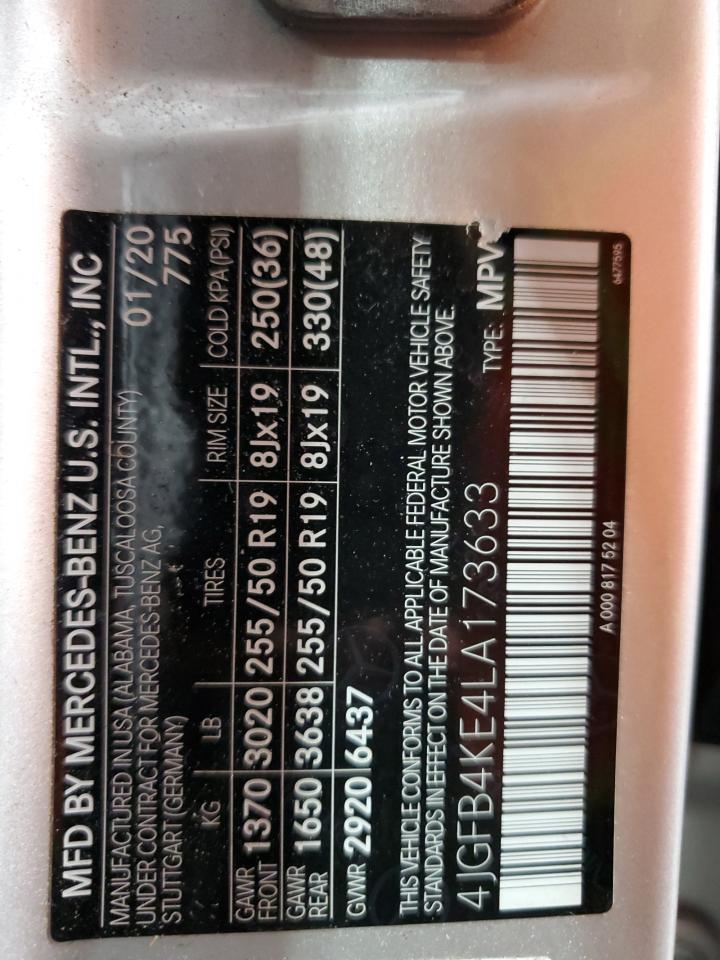 MFD BY MERCEDES-BENZ U.S. INTL., INC
MANUFACTURED IN USA (ALABAMA, TUSCALOOSA COUNTY) 01/20
UNDER CONTRACT FOR MERCEDES-BENZ AG, 775
STUTTGART (GERMANY)
KG LB TIRES RIM SIZE COLD KPA (PSI)
GAWR FRONT 1370 3020 255/50 R19 8Jx19 250(36)
GAWR REAR 1650 3638 255/50 R19 8Jx19 330(48)
GVWR 2920 6437
THIS VEHICLE CONFORMS TO ALL APPLICABLE FEDERAL MOTOR VEHICLE SAFETY
STANDARDS IN EFFECT ON THE DATE OF MANUFACTURE SHOWN ABOVE.
4JGFB4KE4LA173633 TYPE: MPV
A 000 817 52 04 6477595